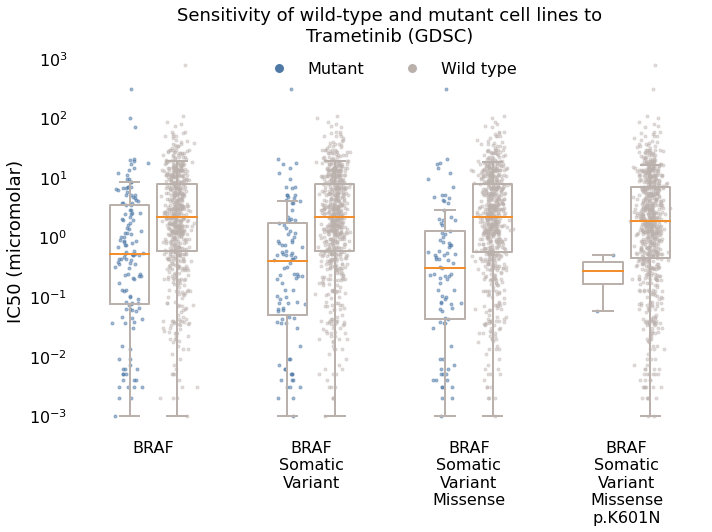 Sensitivity of wild-type and mutant cell lines to
Trametinib (GDSC)
Mutant
Wild type
IC50 (micromolar)
10³
10²
10¹
10⁰
10⁻¹
10⁻²
10⁻³
BRAF
BRAF
Somatic
Variant
BRAF
Somatic
Variant
Missense
BRAF
Somatic
Variant
Missense
p.K601N